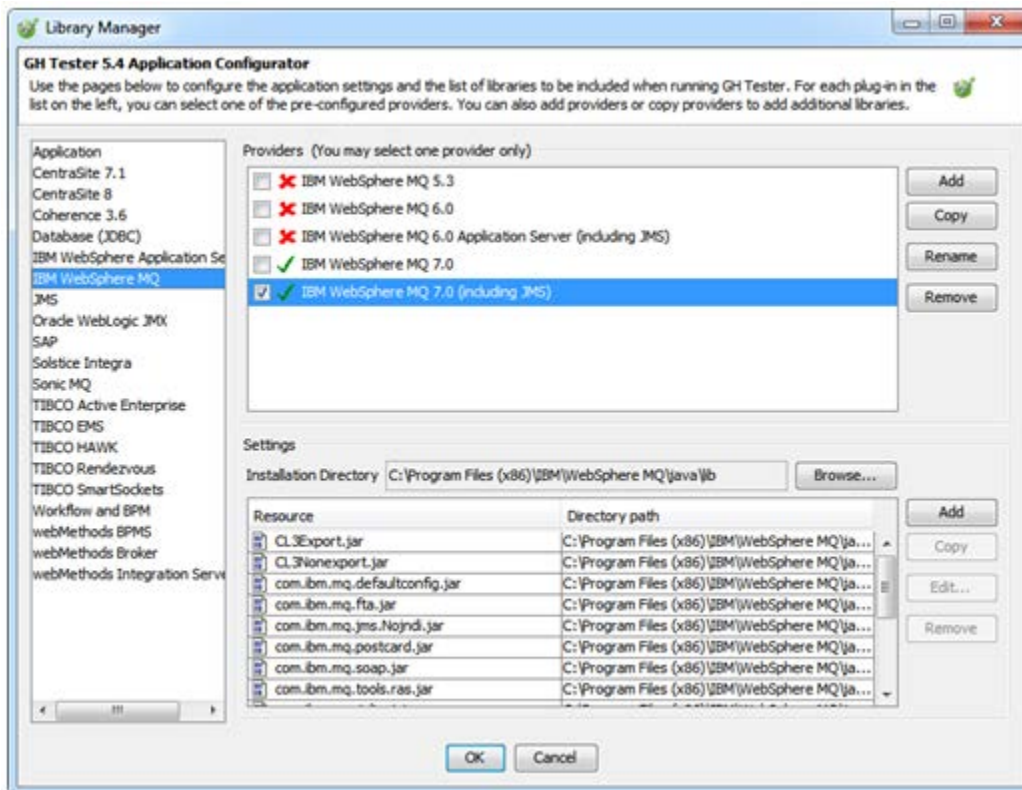 Library Manager
GH Tester 5.4 Application Configurator
Use the pages below to configure the application settings and the list of libraries to be included when running GH Tester. For each plug-in in the
list on the left, you can select one of the pre-configured providers. You can also add providers or copy providers to add additional libraries.
Application
CentraSite 7.1
CentraSite 8
Coherence 3.6
Database (JDBC)
IBM WebSphere Application Se
IBM WebSphere MQ
JMS
Oracle WebLogic JMX
SAP
Solstice Integra
Sonic MQ
TIBCO Active Enterprise
TIBCO EMS
TIBCO HAWK
TIBCO Rendezvous
TIBCO SmartSockets
Workflow and BPM
webMethods BPMS
webMethods Broker
webMethods Integration Serve
Providers (You may select one provider only)
IBM WebSphere MQ 5.3
IBM WebSphere MQ 6.0
IBM WebSphere MQ 6.0 Application Server (including JMS)
IBM WebSphere MQ 7.0
IBM WebSphere MQ 7.0 (including JMS)
Add
Copy
Rename
Remove
Settings
Installation Directory C:\Program Files (x86)\IBM\WebSphere MQ\java\lib Browse...
Resource Directory path
CL3Export.jar C:\Program Files (x86)\IBM\WebSphere MQ\ja...
CL3Nonexport.jar C:\Program Files (x86)\IBM\WebSphere MQ\ja...
com.ibm.mq.defaultconfig.jar C:\Program Files (x86)\IBM\WebSphere MQ\ja...
com.ibm.mq.fta.jar C:\Program Files (x86)\IBM\WebSphere MQ\ja...
com.ibm.mq.jms.Nojndi.jar C:\Program Files (x86)\IBM\WebSphere MQ\ja...
com.ibm.mq.postcard.jar C:\Program Files (x86)\IBM\WebSphere MQ\ja...
com.ibm.mq.soap.jar C:\Program Files (x86)\IBM\WebSphere MQ\ja...
com.ibm.mq.tools.ras.jar C:\Program Files (x86)\IBM\WebSphere MQ\ja...
Add
Copy
Edit...
Remove
OK Cancel